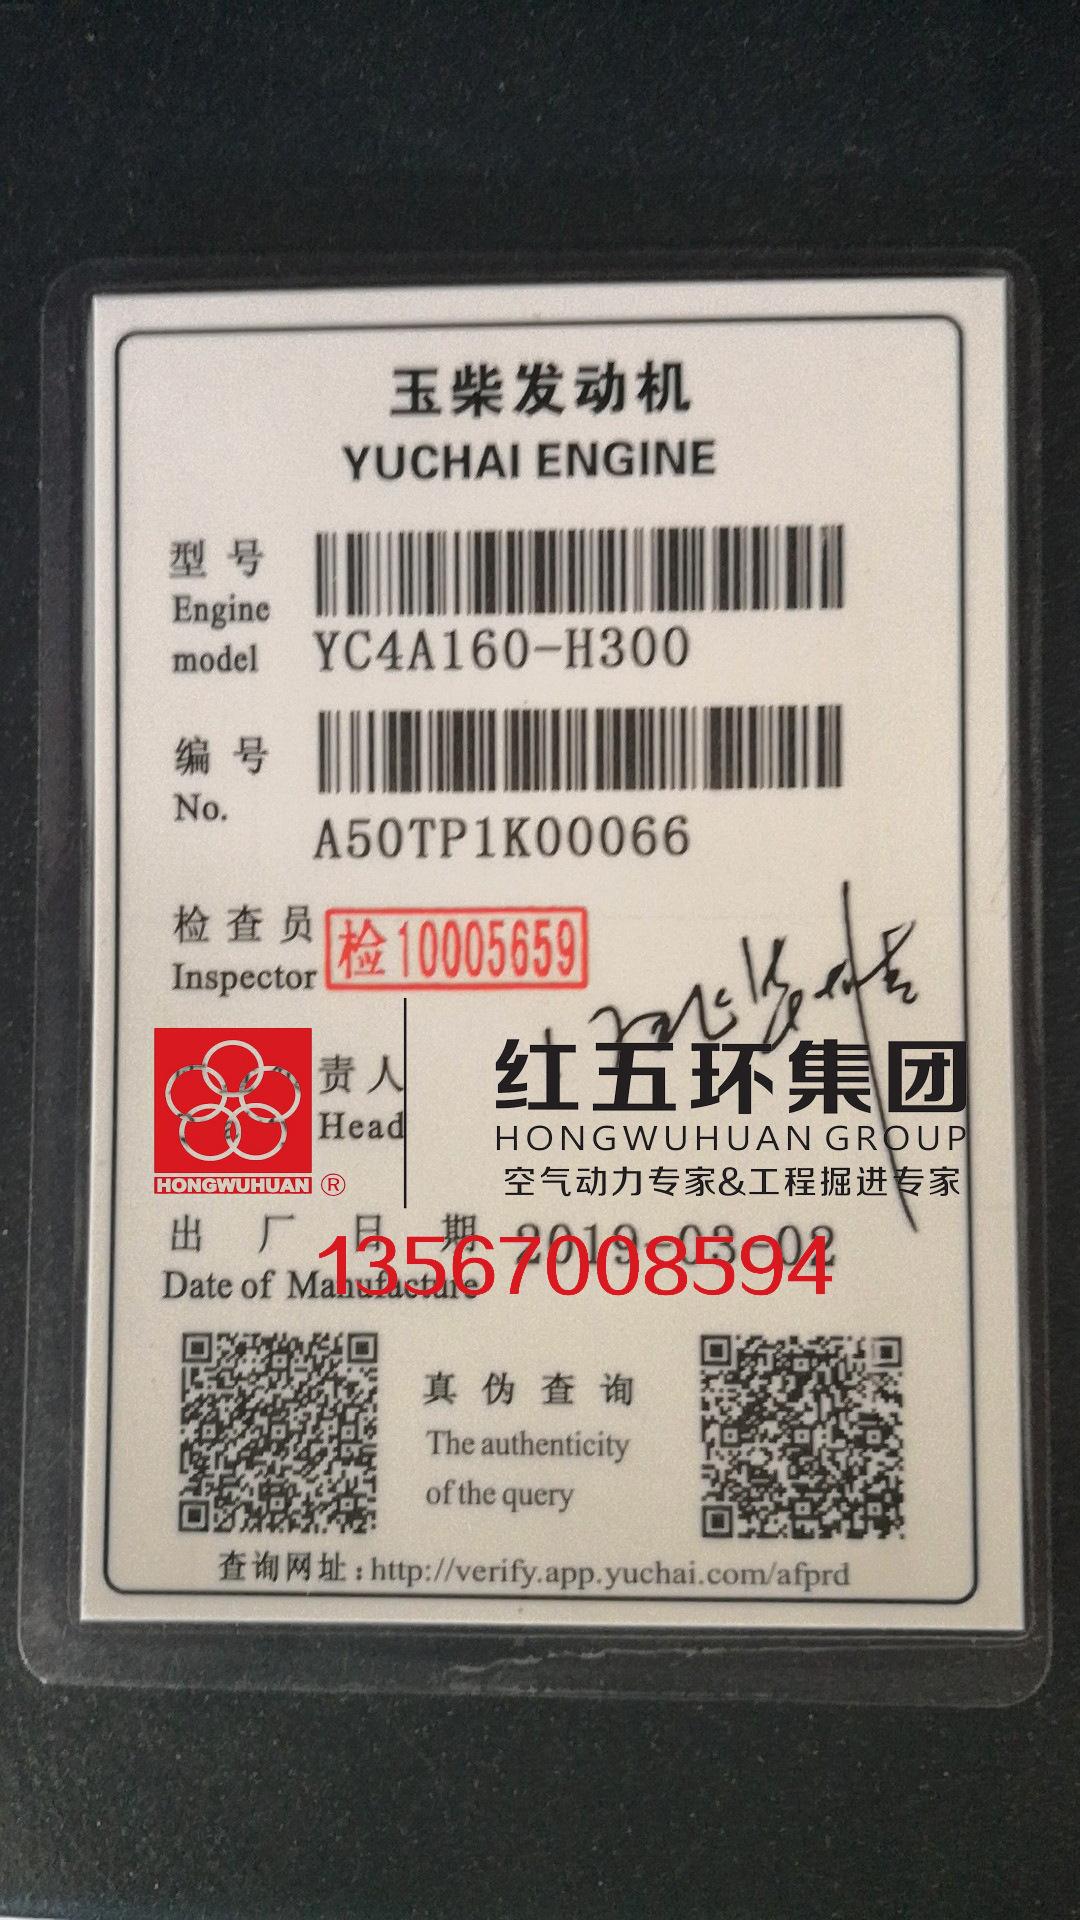 玉柴发动机
YUCHAI ENGINE
型号
Engine
model
YC4A160-H300
编号
No.
A50TP1K00066
检查员
Inspector
检10005659
责人
Head
HONGWUHUAN®
红五环集团
HONGWUHUAN GROUP
空气动力专家&工程掘进专家
出厂日期 2019-03-02
Date of Manufacture
13567008594
真伪查询
The authenticity
of the query
查询网址:http://verify.app.yuchai.com/afprd